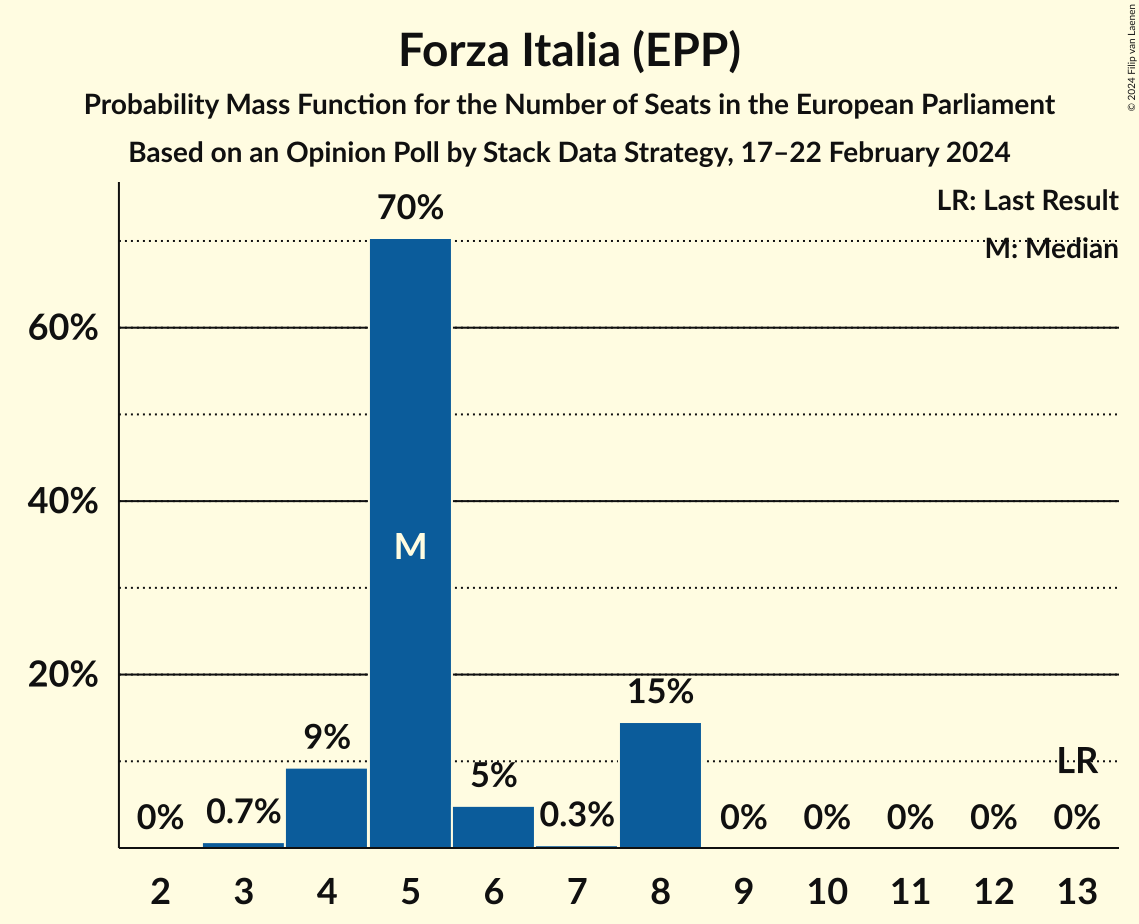 Forza Italia (EPP)
Probability Mass Function for the Number of Seats in the European Parliament
Based on an Opinion Poll by Stack Data Strategy, 17–22 February 2024
© 2024 Filip van Laenen
LR: Last Result
M: Median
60%
40%
20%
0%
0.7%
9%
70%
M
5%
0.3%
15%
0%
0%
0%
0%
LR
0%
2 3 4 5 6 7 8 9 10 11 12 13